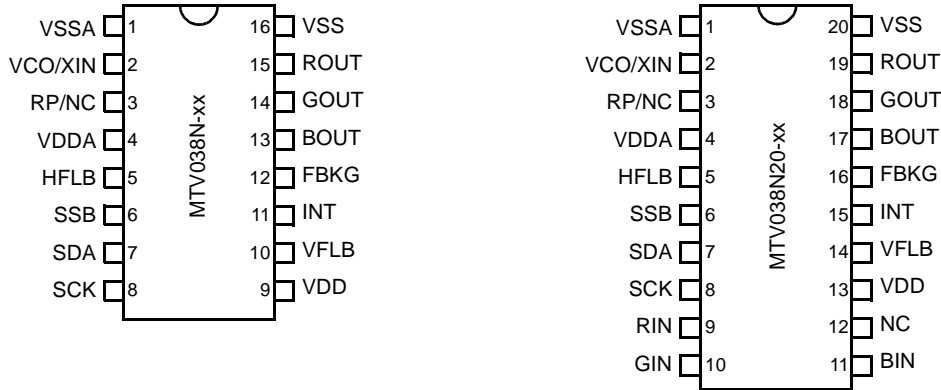 VSSA 1 16 VSS
VCO/XIN 2 15 ROUT
RP/NC 3 14 GOUT
VDDA 4 13 BOUT
HFLB 5 12 FBKG
SSB 6 11 INT
SDA 7 10 VFLB
SCK 8 9 VDD
MTV038N-xx
VSSA 1 20 VSS
VCO/XIN 2 19 ROUT
RP/NC 3 18 GOUT
VDDA 4 17 BOUT
HFLB 5 16 FBKG
SSB 6 15 INT
SDA 7 14 VFLB
SCK 8 13 VDD
RIN 9 12 NC
GIN 10 11 BIN
MTV038N20-xx